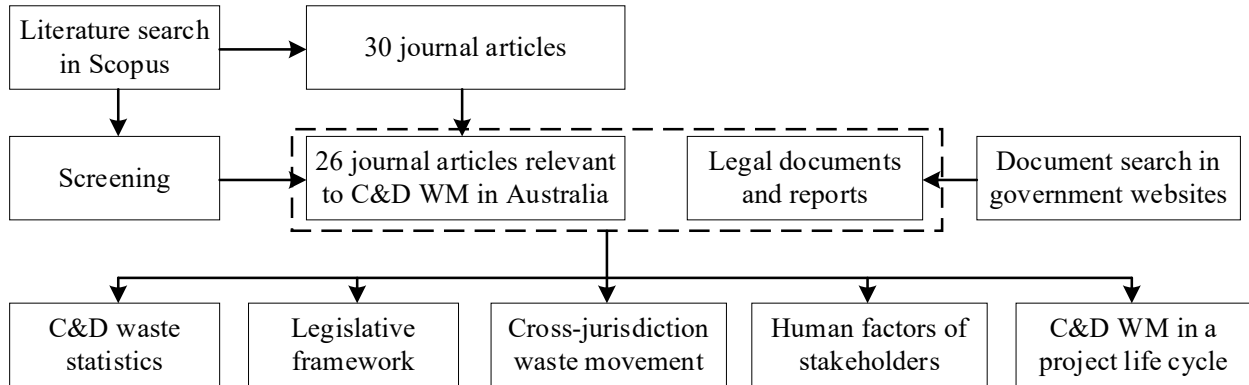 Literature search
in Scopus
30 journal articles
Screening
26 journal articles relevant
to C&D WM in Australia
Legal documents
and reports
Document search in
government websites
C&D waste
statistics
Legislative
framework
Cross-jurisdiction
waste movement
Human factors of
stakeholders
C&D WM in a
project life cycle